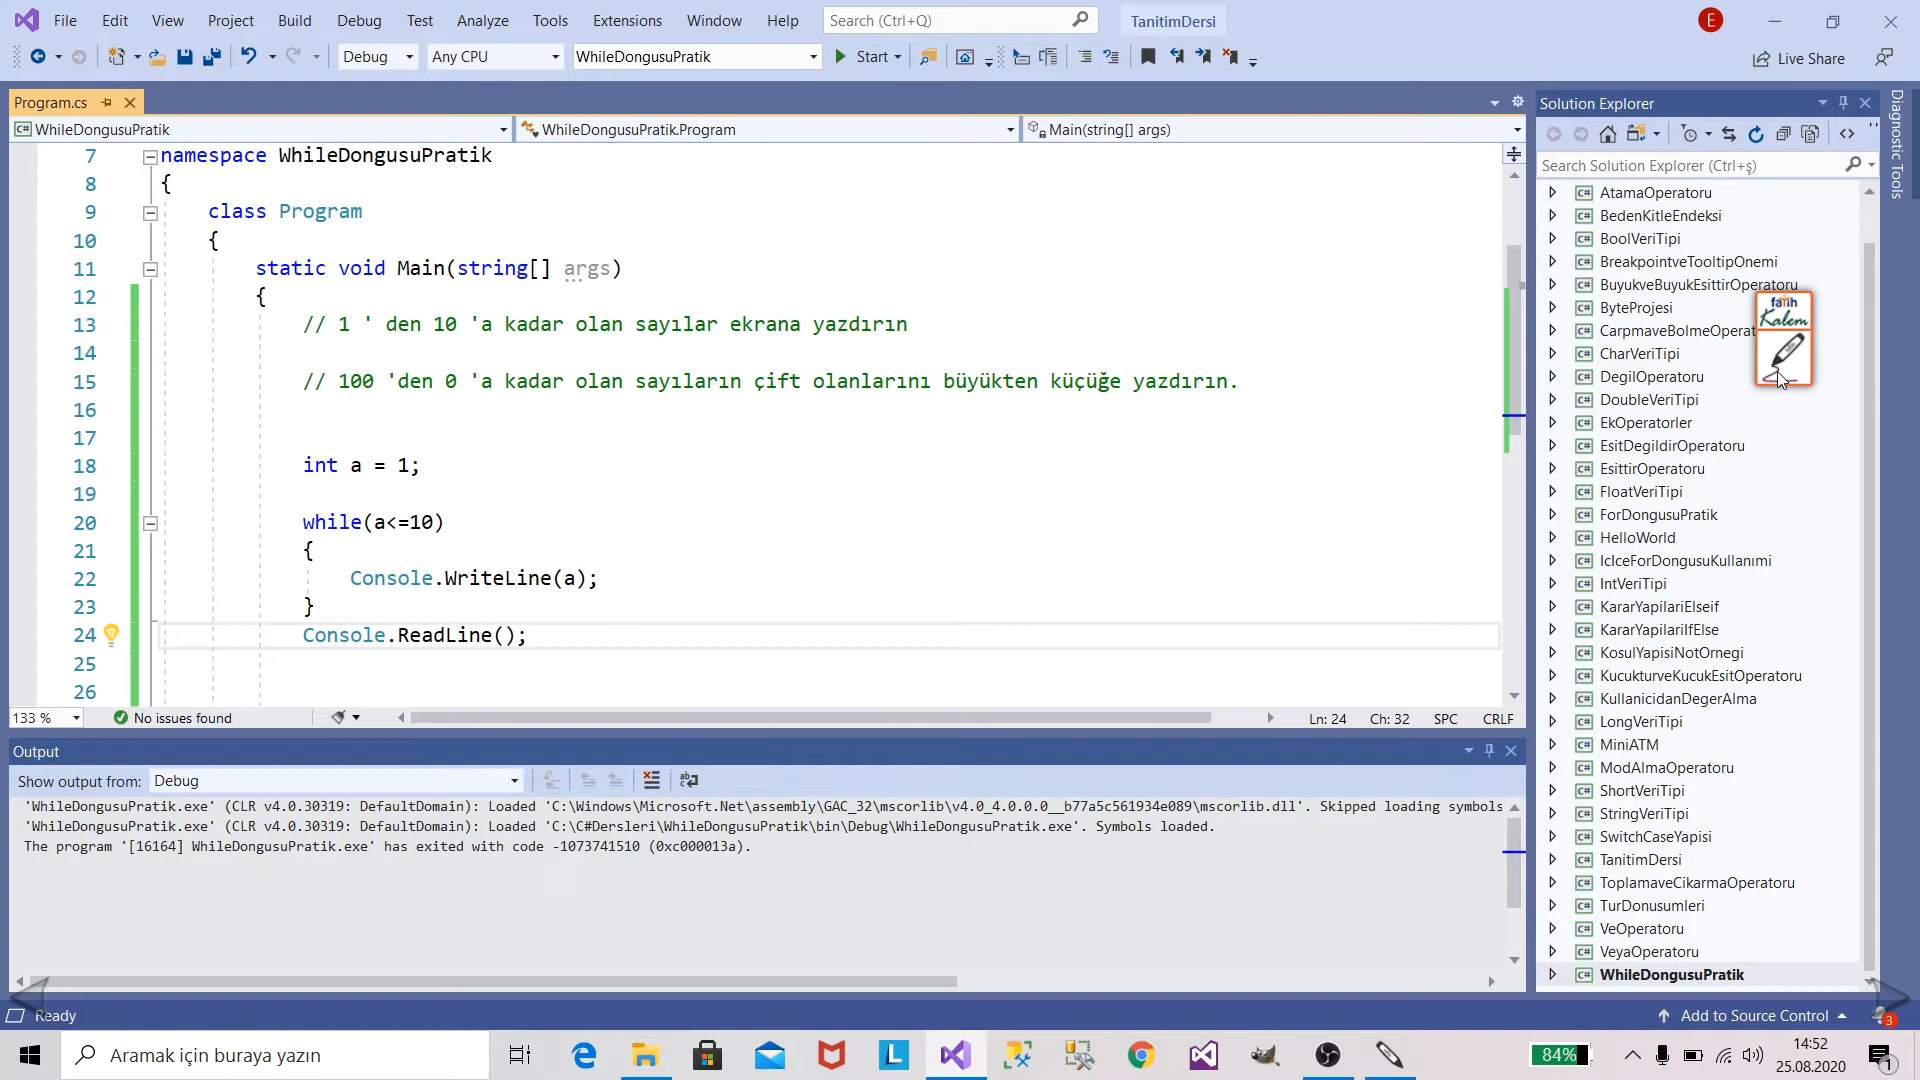 File Edit View Project Build Debug Test Analyze Tools Extensions Window Help Search (Ctrl+Q) TanitimDersi E
Debug Any CPU WhileDongusuPratik Start Live Share
Program.cs
WhileDongusuPratik WhileDongusuPratik.Program Main(string[] args)
7 namespace WhileDongusuPratik
8 {
9 class Program
10 {
11 static void Main(string[] args)
12 {
13 // 1 ' den 10 'a kadar olan sayılar ekrana yazdırın
14
15 // 100 'den 0 'a kadar olan sayıların çift olanlarını büyükten küçüğe yazdırın.
16
17
18 int a = 1;
19
20 while(a<=10)
21 {
22 Console.WriteLine(a);
23 }
24 Console.ReadLine();
25
26
133 % No issues found Ln: 24 Ch: 32 SPC CRLF
Output
Show output from: Debug
'WhileDongusuPratik.exe' (CLR v4.0.30319: DefaultDomain): Loaded 'C:\Windows\Microsoft.Net\assembly\GAC_32\mscorlib\v4.0_4.0.0.0__b77a5c561934e089\mscorlib.dll'. Skipped loading symbols
'WhileDongusuPratik.exe' (CLR v4.0.30319: DefaultDomain): Loaded 'C:\C#Dersleri\WhileDongusuPratik\bin\Debug\WhileDongusuPratik.exe'. Symbols loaded.
The program '[16164] WhileDongusuPratik.exe' has exited with code -1073741510 (0xc000013a).
Solution Explorer
Search Solution Explorer (Ctrl+ş)
AtamaOperatoru
BedenKitleEndeksi
BoolVeriTipi
BreakpointveTooltipOnemi
BuyukveBuyukEsittirOperatoru
ByteProjesi
CarpmaveBolmeOperat
CharVeriTipi
DegilOperatoru
DoubleVeriTipi
EkOperatorler
EsitDegildirOperatoru
EsittirOperatoru
FloatVeriTipi
ForDongusuPratik
HelloWorld
IcIceForDongusuKullanımi
IntVeriTipi
KararYapilariElseif
KararYapilariIfElse
KosulYapisiNotOrnegi
KucukturveKucukEsitOperatoru
KullanicidanDegerAlma
LongVeriTipi
MiniATM
ModAlmaOperatoru
ShortVeriTipi
StringVeriTipi
SwitchCaseYapisi
TanitimDersi
ToplamaveCikarmaOperatoru
TurDonusumleri
VeOperatoru
VeyaOperatoru
WhileDongusuPratik
fatih
Kalem
Diagnostic Tools
Ready Add to Source Control 3
Aramak için buraya yazın 84% 14:52
25.08.2020 1